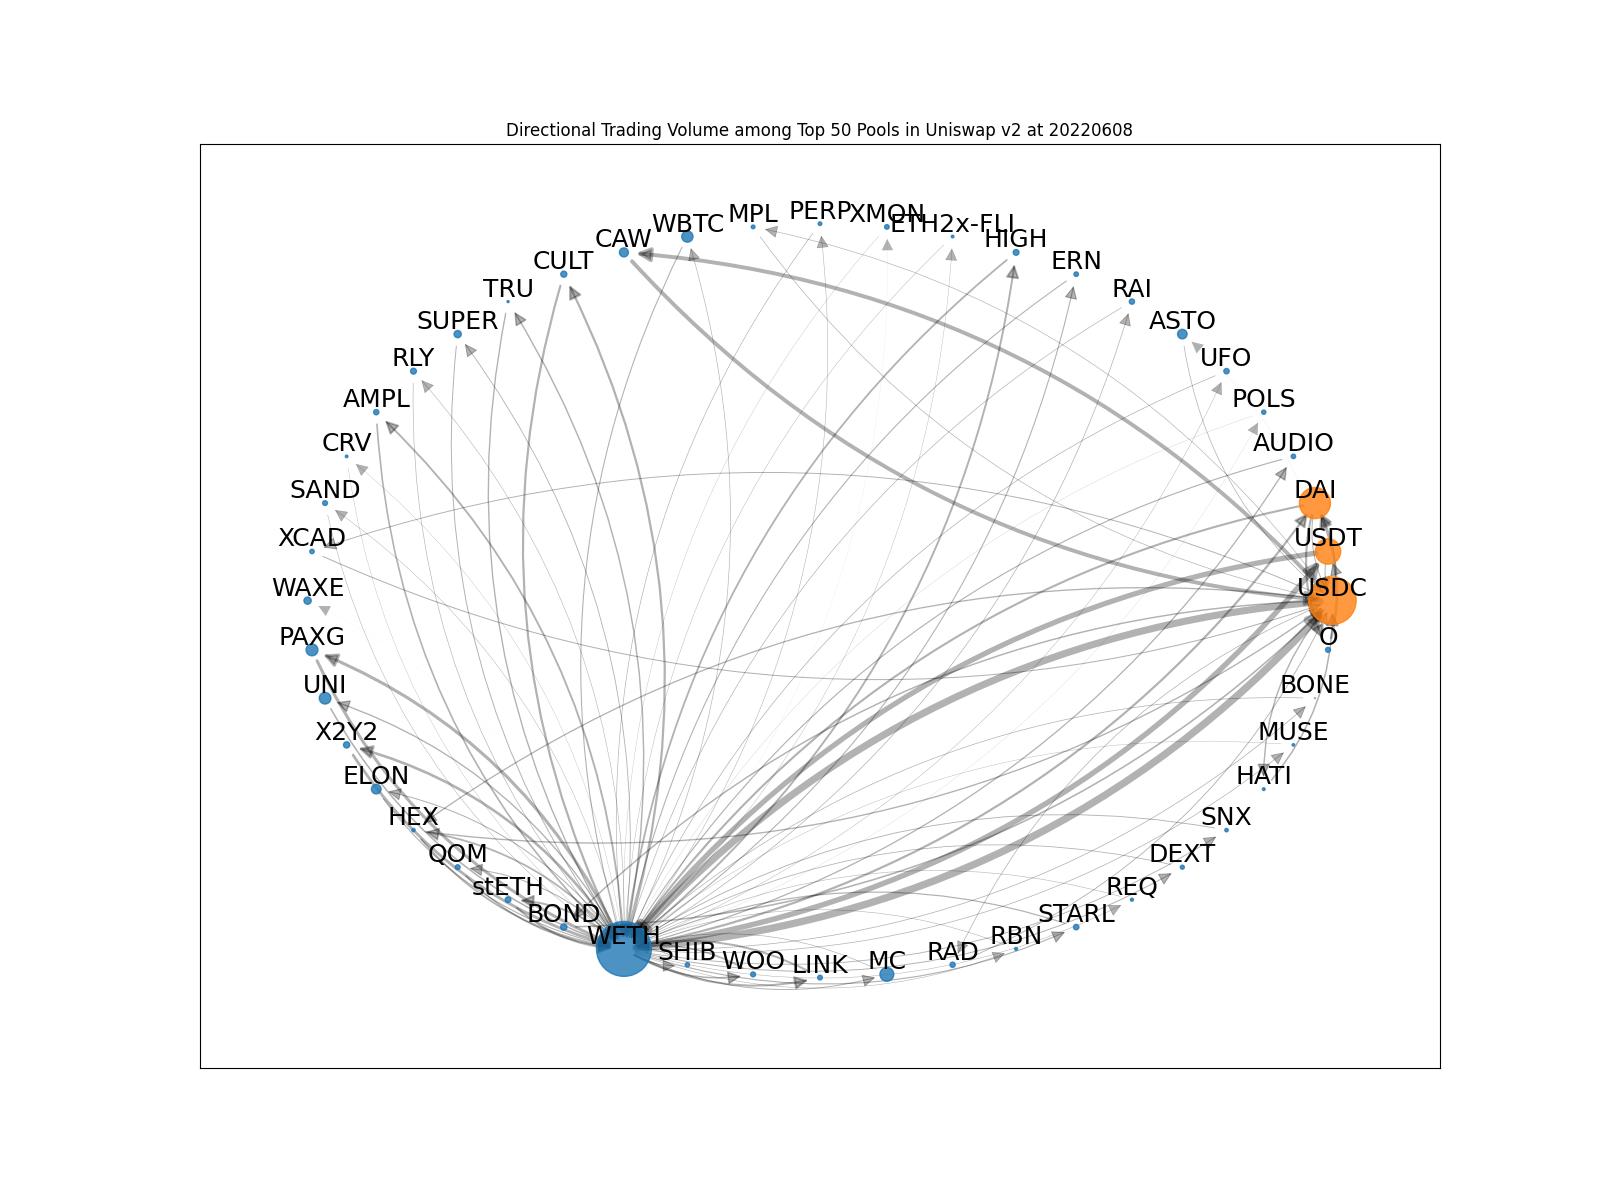 Directional Trading Volume among Top 50 Pools in Uniswap v2 at 20220608
MPL
PERP
XMON
WBTC
ETH2x-FLI
CAW
HIGH
CULT
ERN
TRU
RAI
SUPER
ASTO
RLY
UFO
AMPL
POLS
CRV
AUDIO
SAND
DAI
XCAD
USDT
WAXE
USDC
PAXG
O
UNI
BONE
X2Y2
MUSE
ELON
HATI
HEX
SNX
QOM
DEXT
stETH
REQ
BOND
STARL
WETH
RBN
SHIB
RAD
WOO
LINK
MC